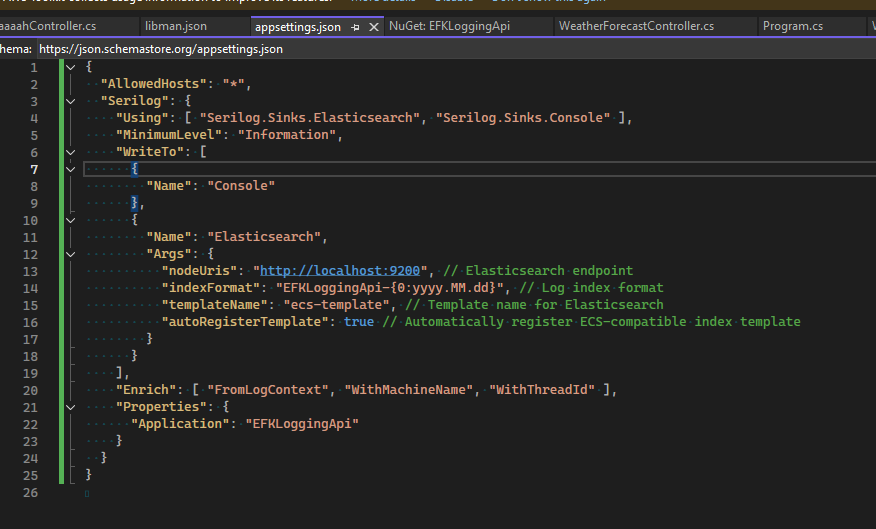 aaaahController.cs libman.json appsettings.json NuGet: EFKLoggingApi WeatherForecastController.cs Program.cs
hema: https://json.schemastore.org/appsettings.json
1 {
2 "AllowedHosts": "*",
3 "Serilog": {
4 "Using": [ "Serilog.Sinks.Elasticsearch", "Serilog.Sinks.Console" ],
5 "MinimumLevel": "Information",
6 "WriteTo": [
7 {
8 "Name": "Console"
9 },
10 {
11 "Name": "Elasticsearch",
12 "Args": {
13 "nodeUris": "http://localhost:9200", // Elasticsearch endpoint
14 "indexFormat": "EFKLoggingApi-{0:yyyy.MM.dd}", // Log index format
15 "templateName": "ecs-template", // Template name for Elasticsearch
16 "autoRegisterTemplate": true // Automatically register ECS-compatible index template
17 }
18 }
19 ],
20 "Enrich": [ "FromLogContext", "WithMachineName", "WithThreadId" ],
21 "Properties": {
22 "Application": "EFKLoggingApi"
23 }
24 }
25 }
26